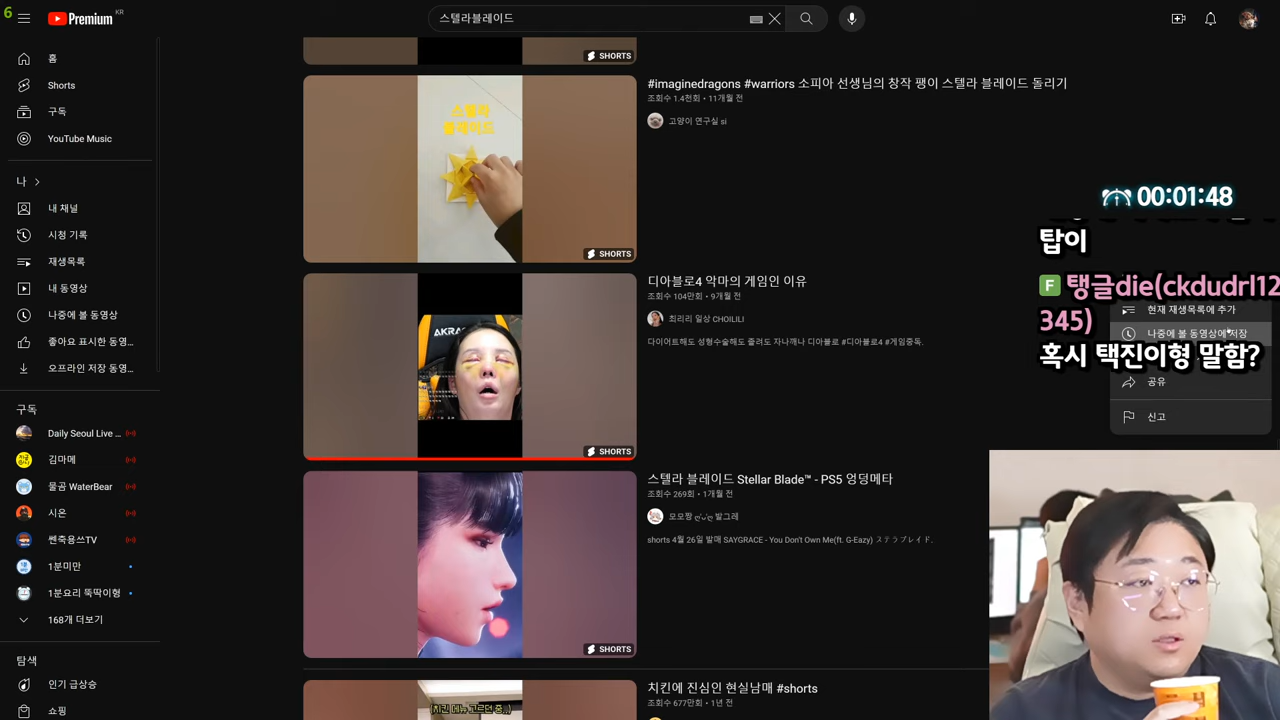 6
Premium KR
스텔라블레이드
홈
Shorts
구독
YouTube Music
나
내 채널
시청 기록
재생목록
내 동영상
나중에 볼 동영상
좋아요 표시한 동영...
오프라인 저장 동영...
구독
Daily Seoul Live ...
김마메
물곰 WaterBear
시온
쎈죽용쓰TV
1분미만
1분요리 뚝딱이형
168개 더보기
탐색
인기 급상승
쇼핑
SHORTS
스텔라
블레이드
SHORTS
#imaginedragons #warriors 소피아 선생님의 창작 팽이 스텔라 블레이드 돌리기
조회수 1.4천회 • 11개월 전
고양이 연구실 si
AKRA
SHORTS
디아블로4 악마의 게임인 이유
조회수 104만회 • 9개월 전
최리리 일상 CHOILILI
다이어트해도 성형수술해도 줄려도 자나깨나 디아블로 #디아블로4 #게임중독.
SHORTS
스텔라 블레이드 Stellar Blade™ - PS5 엉덩메타
조회수 269회 • 1개월 전
모모짱 ღ'ᴗ'ღ 발그레
shorts 4월 26일 발매 SAYGRACE - You Don't Own Me(ft. G-Eazy) ステラブレイド.
(치킨 메뉴 고르던 중..)
치킨에 진심인 현실남매 #shorts
조회수 677만회 • 1년 전
00:01:48
탑이
F 탱글die(ckdudrl12
345)
혹시 택진이형 말함?
현재 재생목록에 추가
나중에 볼 동영상에 저장
공유
신고